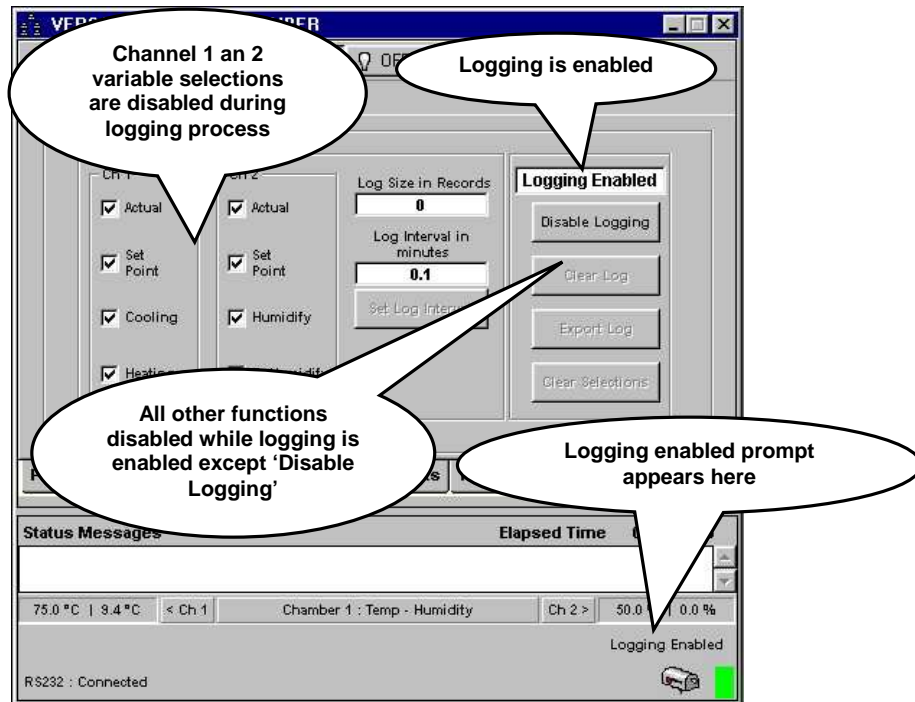 Channel 1 an 2
variable selections
are disabled during
logging process
OFF
Logging is enabled
Ch 1
Actual
Set
Point
Cooling
Ch 2
Actual
Set
Point
Humidify
Log Size in Records
0
Log Interval in
minutes
0.1
Set Log Interval
Logging Enabled
Disable Logging
Clear Log
Export Log
Clear Selections
All other functions
disabled while logging is
enabled except ‘Disable
Logging’
Logging enabled prompt
appears here
Status Messages
Elapsed Time
75.0 °C | 9.4 °C
< Ch 1
Chamber 1 : Temp - Humidity
Ch 2 >
50.0 | 0.0 %
Logging Enabled
RS232 : Connected